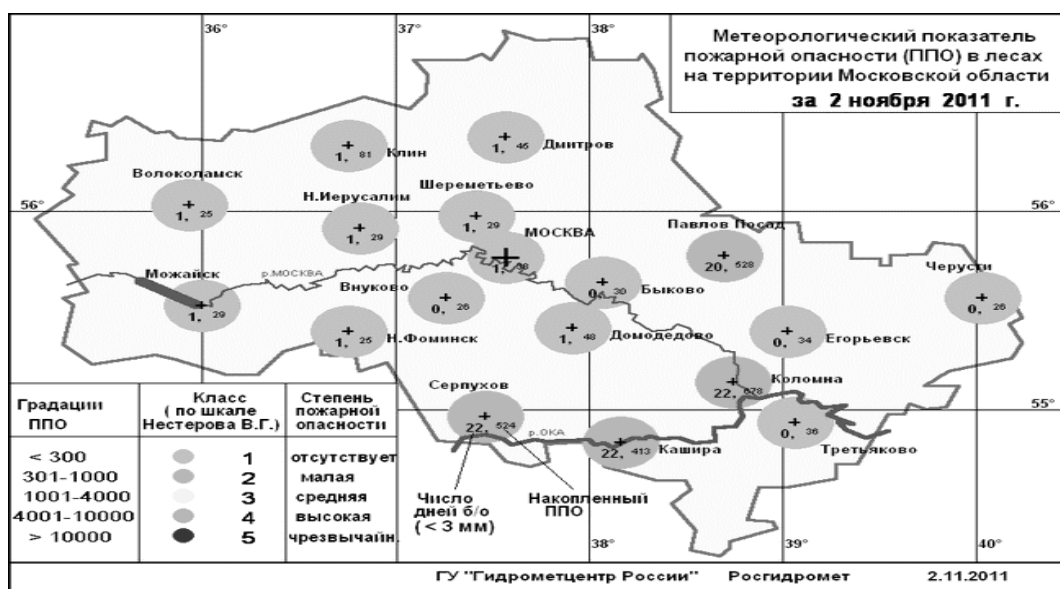 36°
37°
38°
Метеорологический показатель
пожарной опасности (ППО) в лесах
на территории Московской области
за 2 ноября 2011 г.
Клин
1, 81
Дмитров
1, 45
Волоколамск
1, 25
Н.Иерусалим
1, 29
Шереметьево
1, 29
56°
56°
МОСКВА
1,
Павлов Посад
20, 528
Черусти
0, 26
Можайск
1, 29
р.МОСКВА
Внуково
0, 26
Быково
0, 30
Н.Фоминск
1, 25
Домодедово
1, 48
Егорьевск
0, 34
Коломна
22, 678
Серпухов
22, 524
р.ОКА
Кашира
22, 413
Третьяково
0, 36
55°
55°
Число
дней б/о
(< 3 мм)
Накопленный
ППО
Градации
ППО
Класс
( по шкале
Нестерова В.Г.)
Степень
пожарной
опасности
< 300 1 отсутствует
301-1000 2 малая
1001-4000 3 средняя
4001-10000 4 высокая
> 10000 5 чрезвычайн.
38°
39°
40°
ГУ "Гидрометцентр России" Росгидромет 2.11.2011